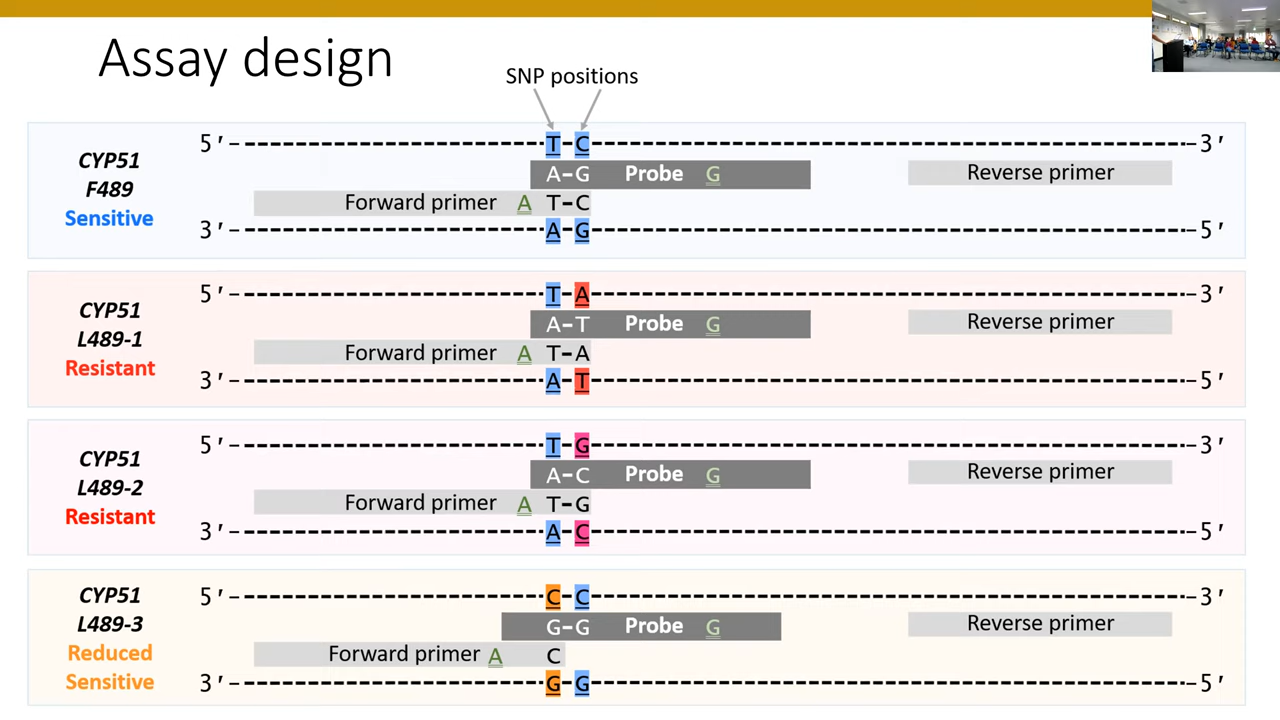 Assay design
SNP positions
CYP51
F489
Sensitive
5′ T-C 3′
A-G Probe G Reverse primer
Forward primer A T-C
3′ A G 5′
CYP51
L489-1
Resistant
5′ T A 3′
A-T Probe G Reverse primer
Forward primer A T-A
3′ A T 5′
CYP51
L489-2
Resistant
5′ T G 3′
A-C Probe G Reverse primer
Forward primer A T-G
3′ A C 5′
CYP51
L489-3
Reduced
Sensitive
5′ C C 3′
G-G Probe G Reverse primer
Forward primer A C
3′ G G 5′